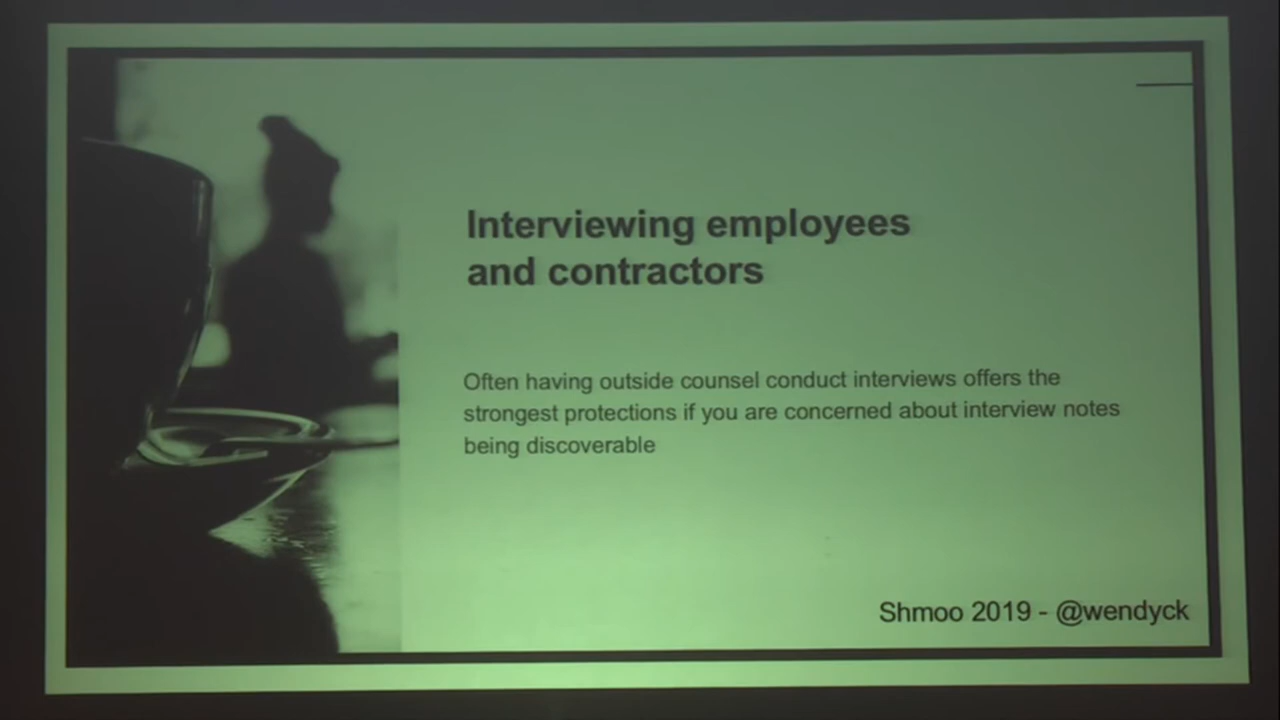 Interviewing employees
and contractors
Often having outside counsel conduct interviews offers the
strongest protections if you are concerned about interview notes
being discoverable
Shmoo 2019 - @wendyck